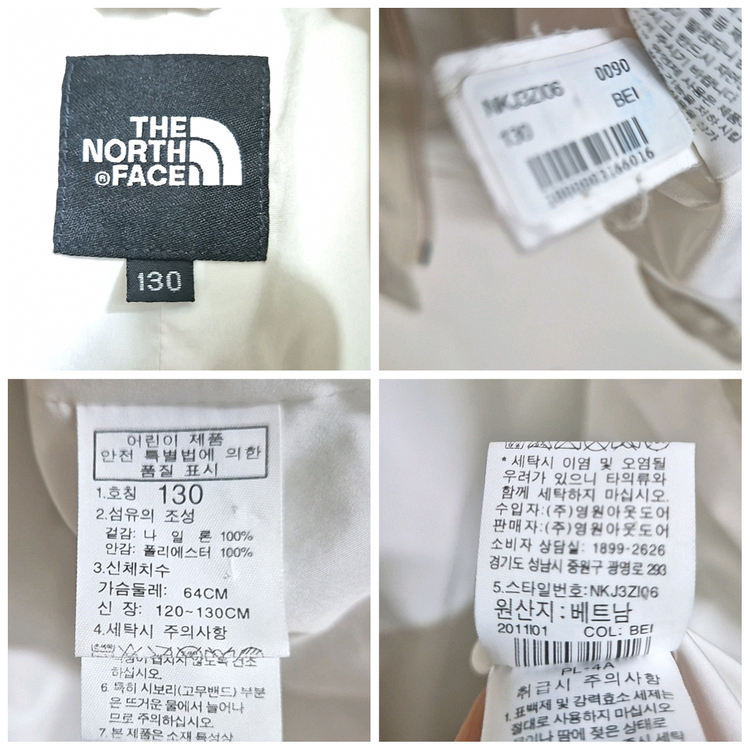 THE
NORTH
®FACE
130
0090
NKJ3ZI06
BEI
130
어린이 제품
안전 특별법에 의한
품질 표시
1.호칭 130
2.섬유의 조성
겉감: 나 일 론 100%
안감: 폴리에스터 100%
3.신체치수
가슴둘레: 64CM
신 장: 120~130CM
4.세탁시 주의사항
하십시오.
6. 특히 시보리(고무밴드) 부분
은 뜨거운 물에서 늘어나
므로 주의하십시오.
7. 본 제품은 소재 특성상
* 세탁시 이염 및 오염될
우려가 있으니 타의류와
함께 세탁하지 마십시오.
수입자:(주)영원아웃도어
판매자:(주)영원아웃도어
소비자 상담실: 1899-2626
경기도 성남시 중원구 광명로 293
5.스타일번호:NKJ3ZI06
원산지:베트남
201101 COL: BEI
PL-4A
취급시 주의사항
1. 표백제 및 강력효소 세제는
절대로 사용하지 마십시오